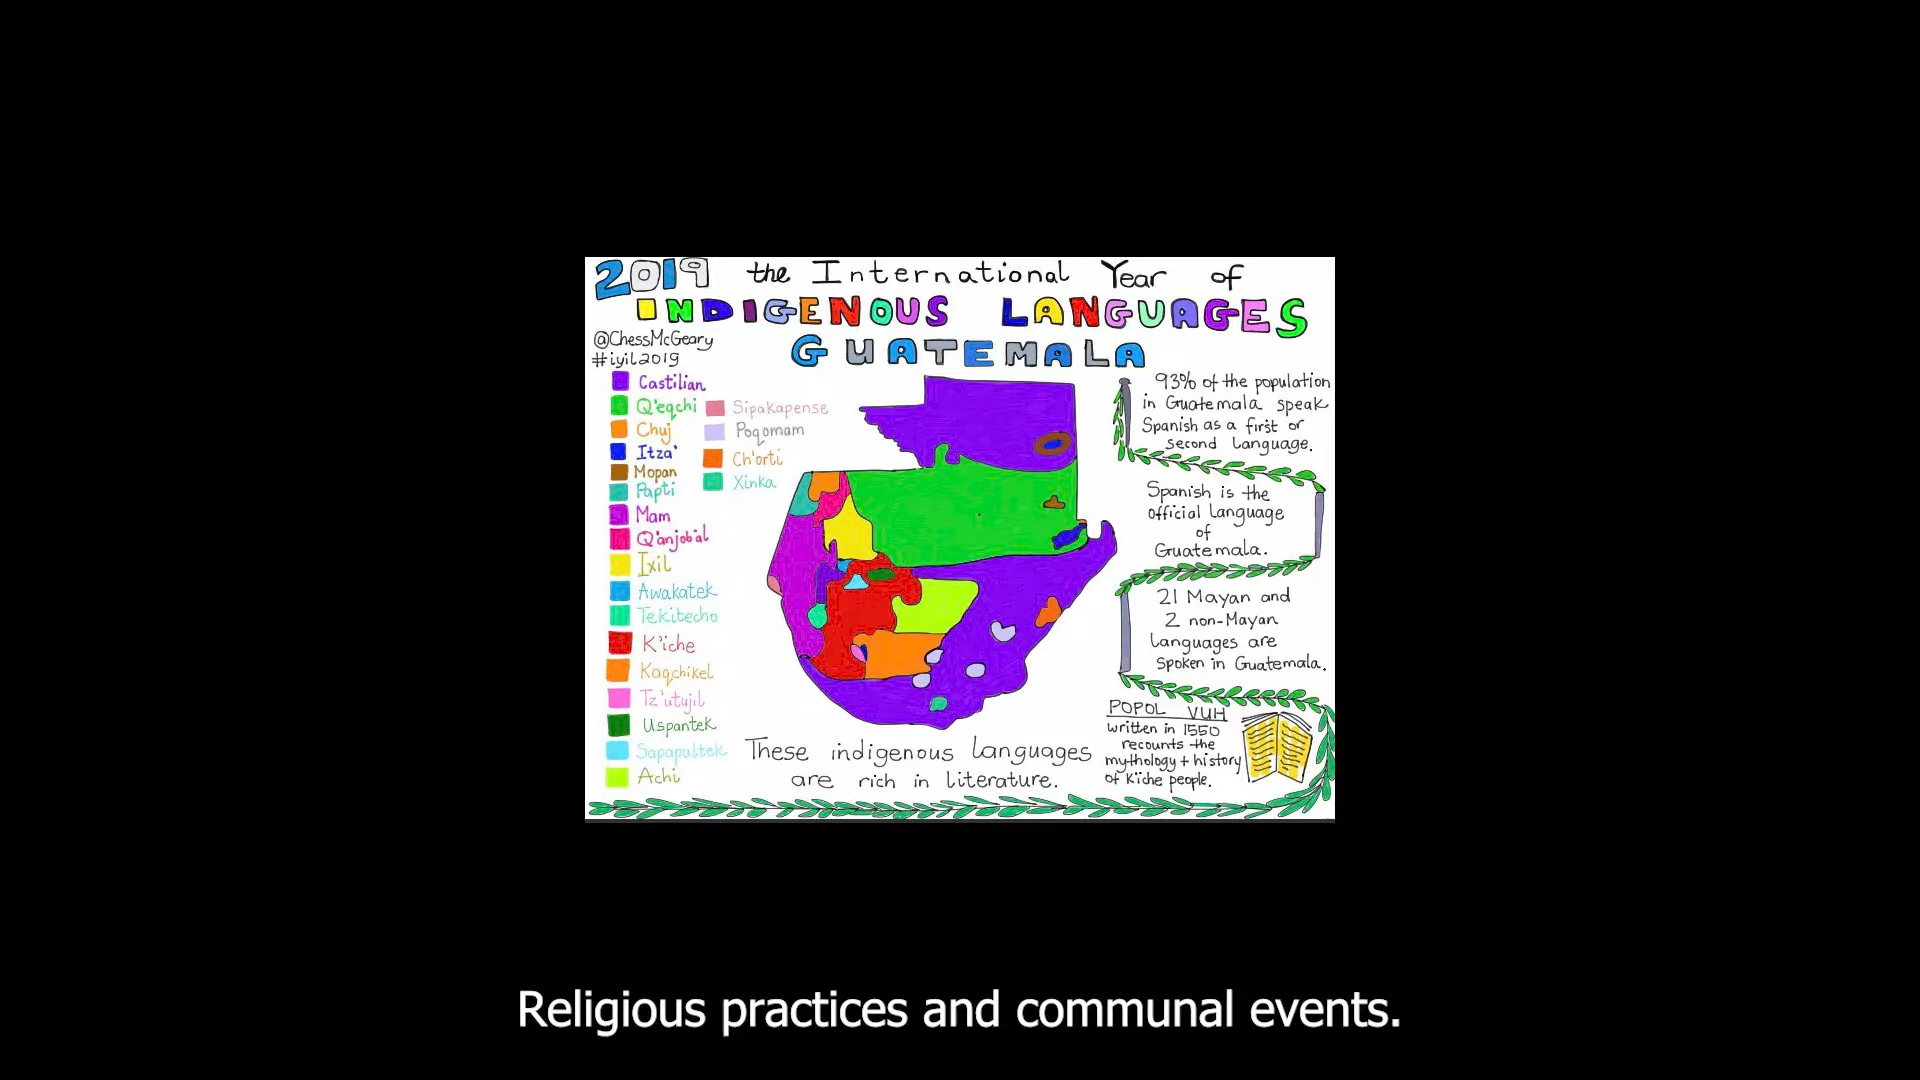 2019 the International Year of
INDIGENOUS LANGUAGES
GUATEMALA
@ChessMcGeary
#iyil2019
Castilian
Q'eqchi
Chuj
Itza'
Mopan
Papti
Mam
Q'anjob'al
Ixil
Awakatek
Tekitecho
K'iche
Kaqchikel
Tz'utujil
Uspantek
Sapapultek
Achi
Sipakapense
Poqomam
Ch'orti
Xinka
93% of the population
in Guatemala speak
Spanish as a first or
second language.
Spanish is the
official language
of
Guatemala.
21 Mayan and
2 non-Mayan
languages are
spoken in Guatemala.
POPOL VUH
written in 1550
recounts the
mythology + history
of K'iche people.
These indigenous languages
are rich in literature.
Religious practices and communal events.